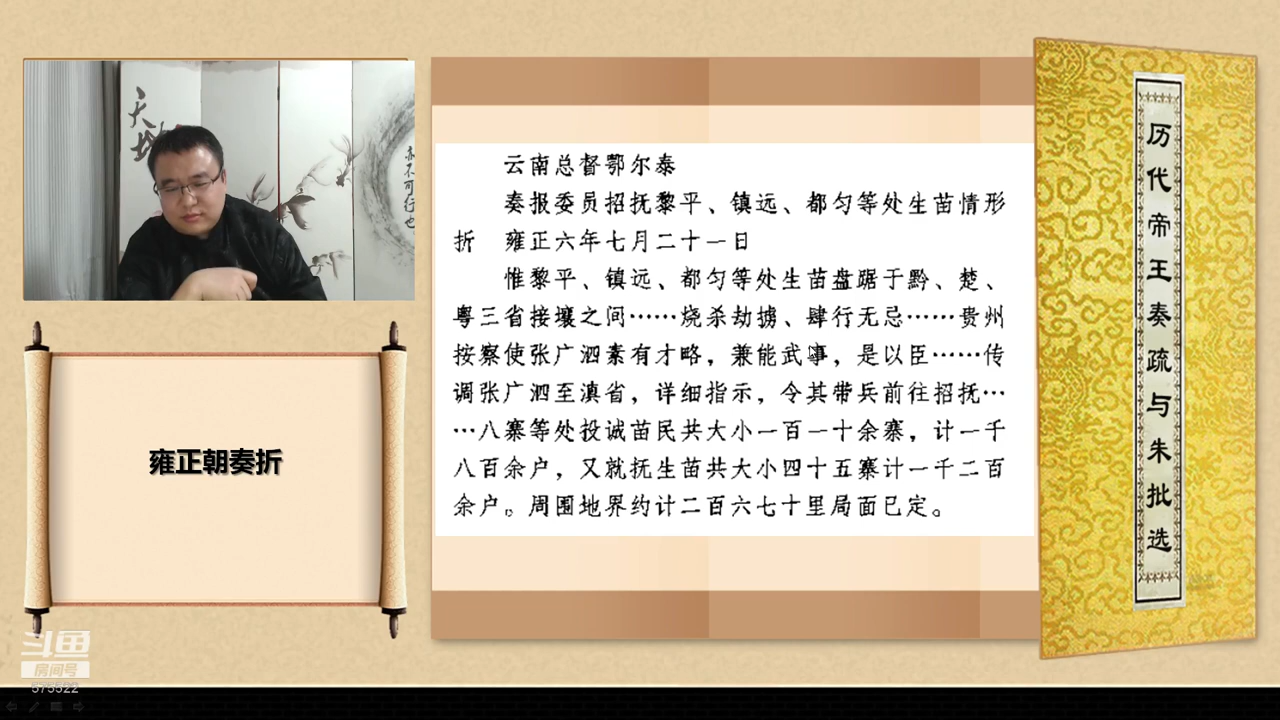 天地
亦不可行也
云南总督鄂尔泰
奏报委员招抚黎平、镇远、都匀等处生苗情形
折 雍正六年七月二十一日
惟黎平、镇远、都匀等处生苗盘踞于黔、楚、
粤三省接壤之间……烧杀劫掳、肆行无忌……贵州
按察使张广泗素有才略，兼能武事，是以臣……传
调张广泗至滇省，详细指示，令其带兵前往招抚…
…八寨等处投诚苗民共大小一百一十余寨，计一千
八百余户，又就抚生苗共大小四十五寨计一千二百
余户。周围地界约计二百六七十里局面已定。
历代帝王奏疏与朱批选
雍正朝奏折
斗鱼
房间号
575522